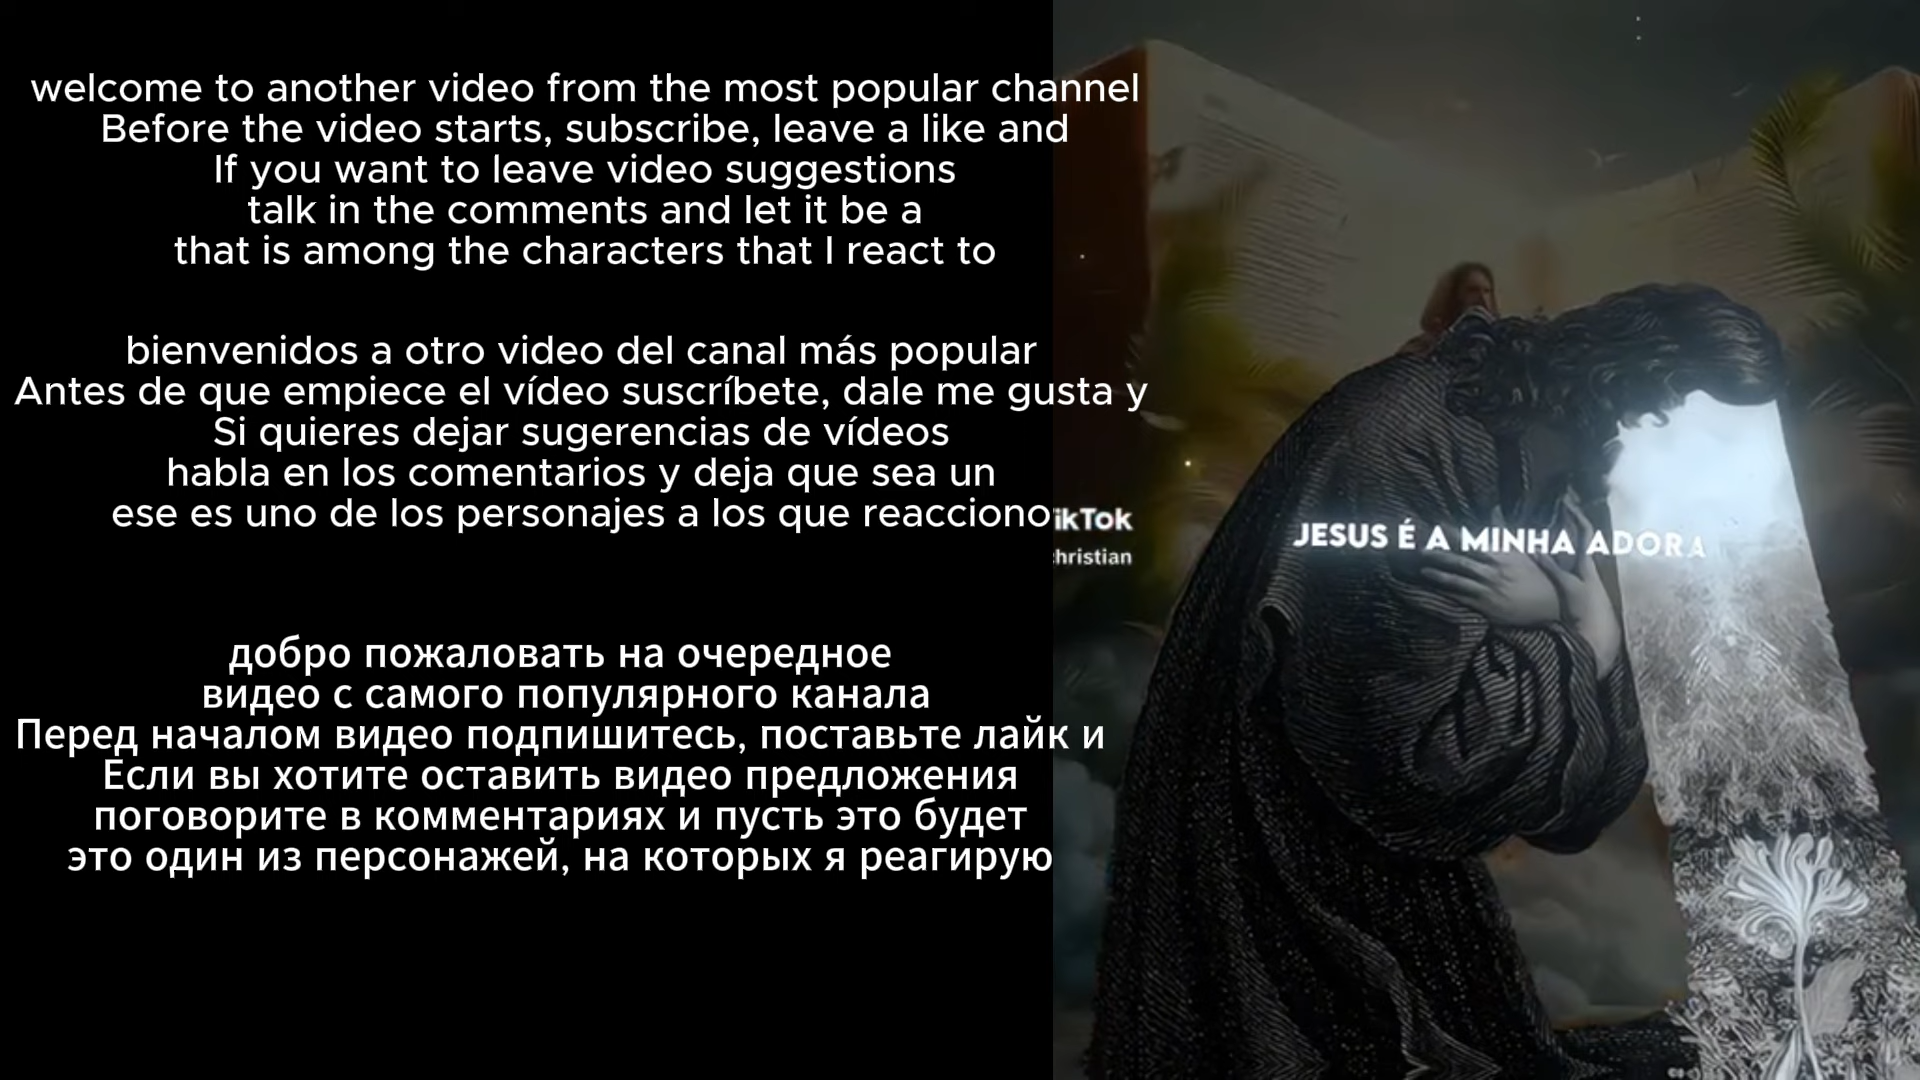 welcome to another video from the most popular channel
Before the video starts, subscribe, leave a like and
If you want to leave video suggestions
talk in the comments and let it be a
that is among the characters that I react to
bienvenidos a otro video del canal más popular
Antes de que empiece el vídeo suscríbete, dale me gusta y
Si quieres dejar sugerencias de vídeos
habla en los comentarios y deja que sea un
ese es uno de los personajes a los que reacciono
ikTok
christian
JESUS É A MINHA ADORA
добро пожаловать на очередное
видео с самого популярного канала
Перед началом видео подпишитесь, поставьте лайк и
Если вы хотите оставить видео предложения
поговорите в комментариях и пусть это будет
это один из персонажей, на которых я реагирую